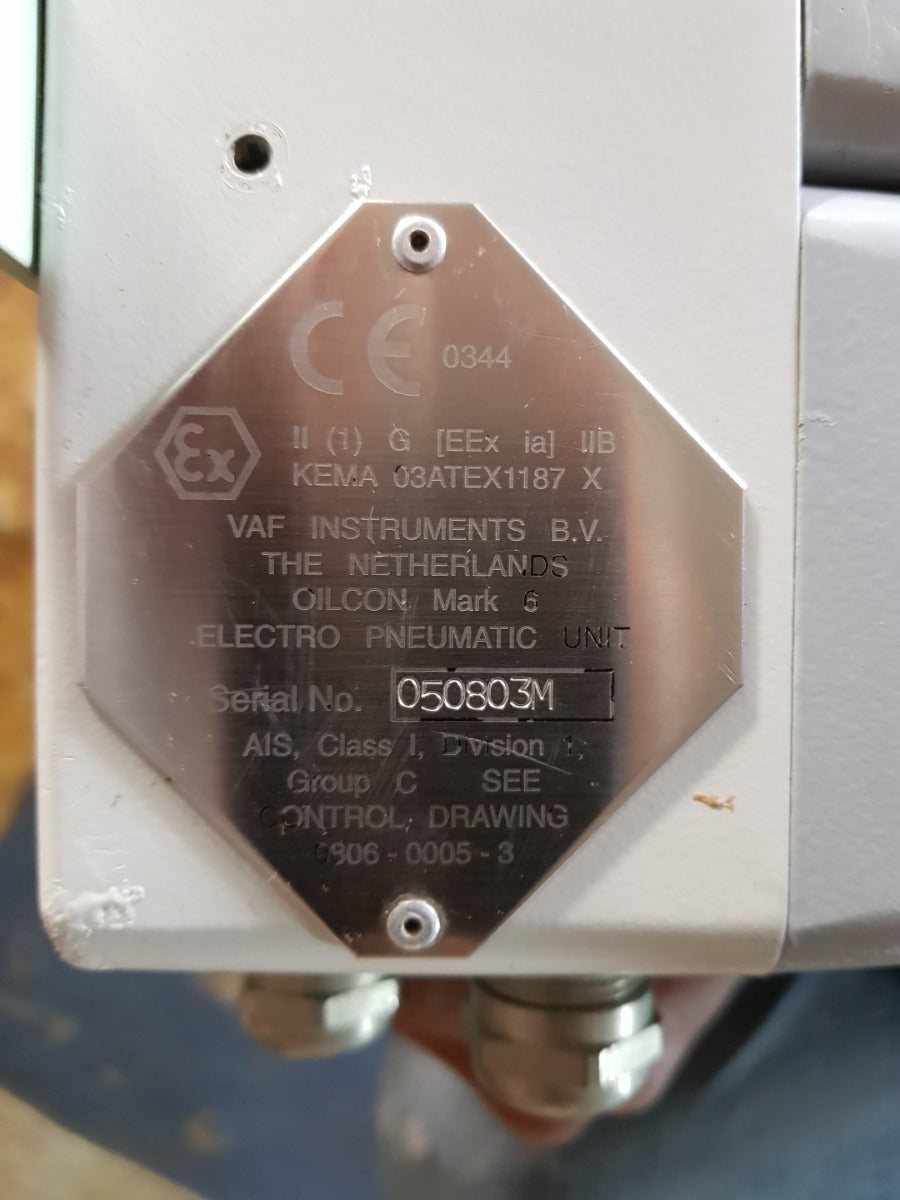 CE 0344
Ex II (1) G [EEx ia] IIB
KEMA 03ATEX1187 X
VAF INSTRUMENTS B.V.
THE NETHERLANDS
OILCON Mark 6
ELECTRO PNEUMATIC UNIT
Serial No. 050803M
AIS, Class I, Division 1,
Group C SEE
CONTROL DRAWING
0806-0005-3